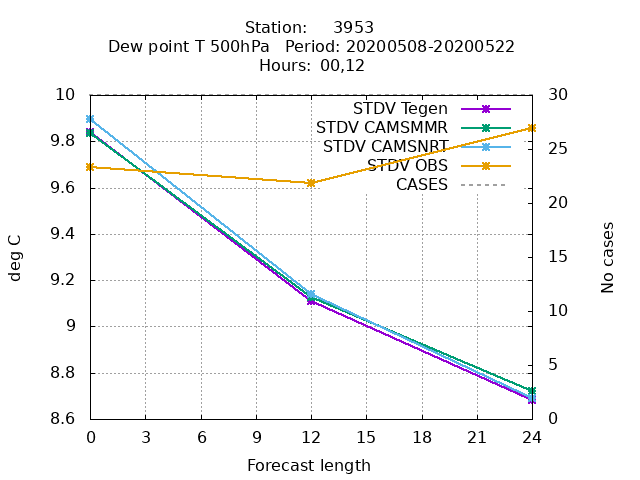 Station: 3953
Dew point T 500hPa Period: 20200508-20200522
Hours: 00,12
STDV Tegen
STDV CAMSMMR
STDV CAMSNRT
STDV OBS
CASES
deg C
10
9.8
9.6
9.4
9.2
9
8.8
8.6
30
25
20
15
10
5
0
No cases
0 3 6 9 12 15 18 21 24
Forecast length